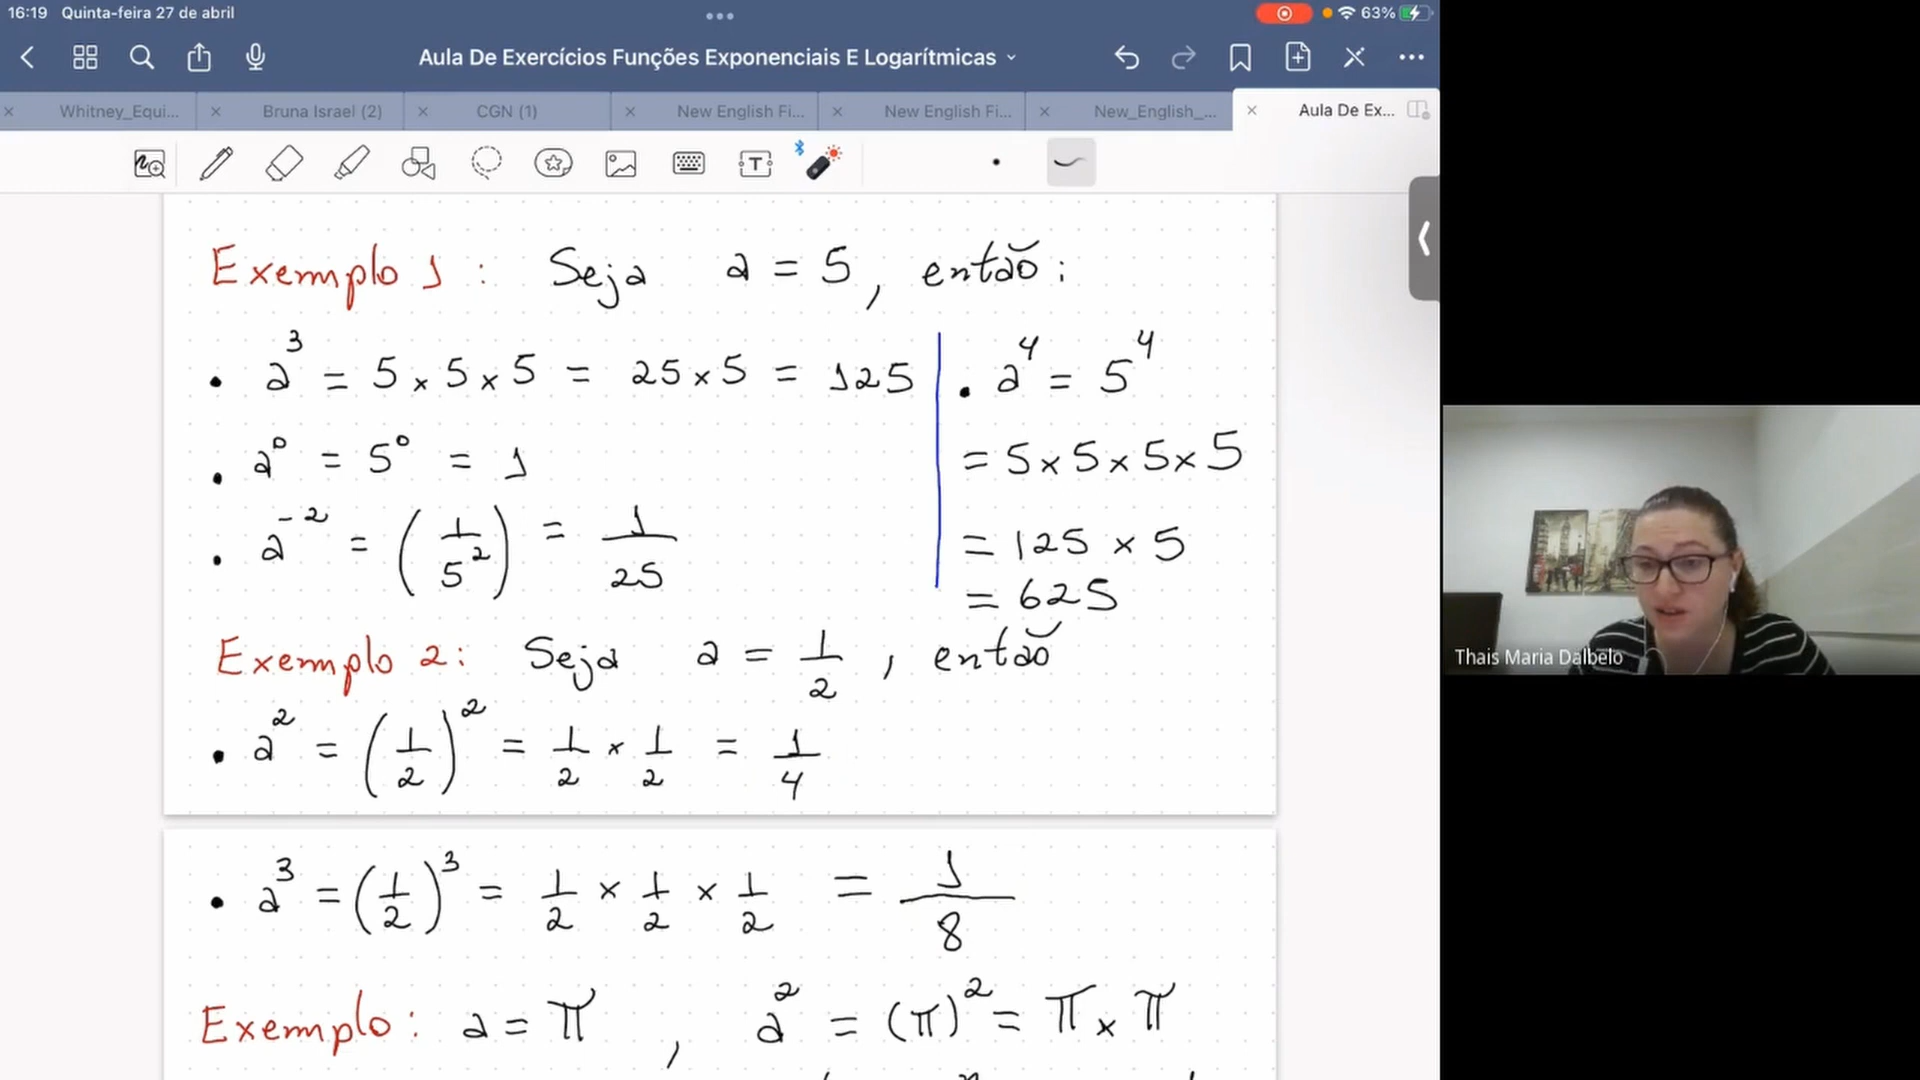 16:19 Quinta-feira 27 de abril
63%
Aula De Exercícios Funções Exponenciais E Logarítmicas
Whitney_Equi... Bruna Israel (2) CGN (1) New English Fi... New English Fi... New_English_... Aula De Ex...
Exemplo 1 : Seja a = 5 , então :
• a³ = 5 × 5 × 5 = 25 × 5 = 125
• a⁰ = 5⁰ = 1
• a⁻² = (1/5²) = 1/25
• a⁴ = 5⁴
= 5 × 5 × 5 × 5
= 125 × 5
= 625
Exemplo 2 : Seja a = 1/2 , então
• a² = (1/2)² = 1/2 × 1/2 = 1/4
• a³ = (1/2)³ = 1/2 × 1/2 × 1/2 = 1/8
Exemplo : a = π , a² = (π)² = π × π
Thais Maria Dalbelo